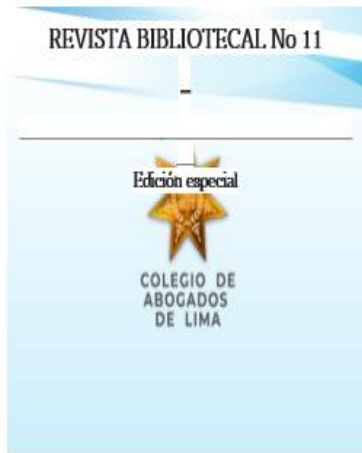 REVISTA BIBLIOTECAL No 11
–
Edición especial
COLEGIO DE
ABOGADOS
DE LIMA